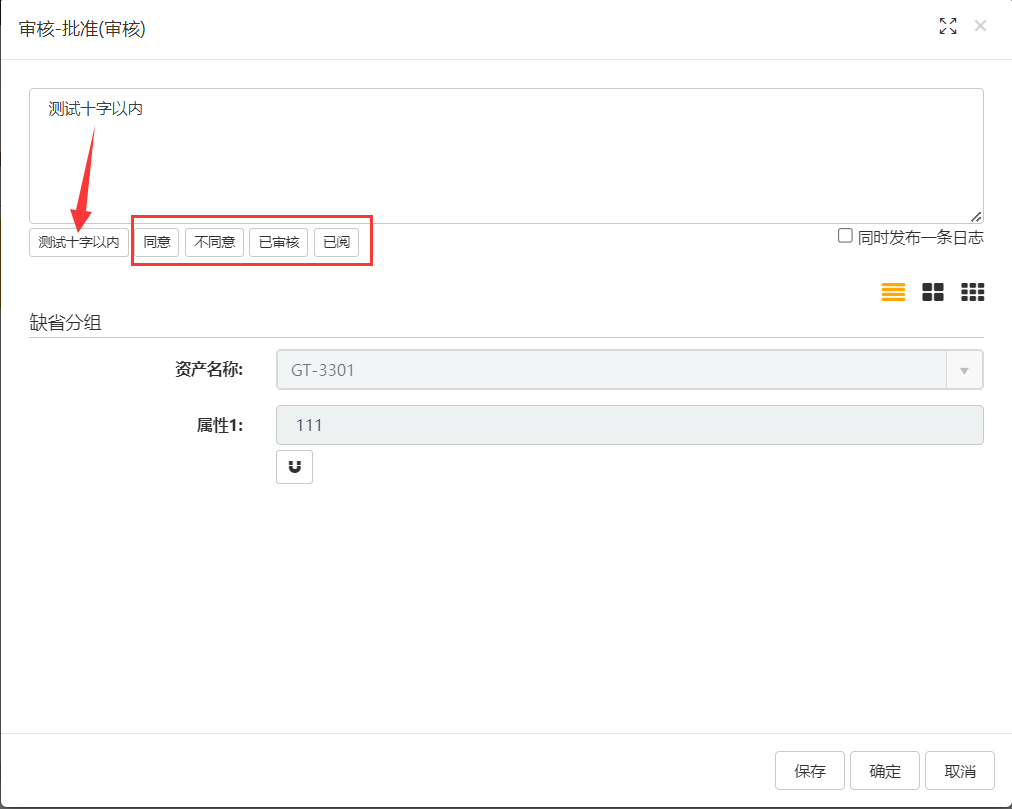 审核-批准(审核)
测试十字以内
测试十字以内 同意 不同意 已审核 已阅 同时发布一条日志
缺省分组
资产名称: GT-3301
属性1: 111
保存 确定 取消